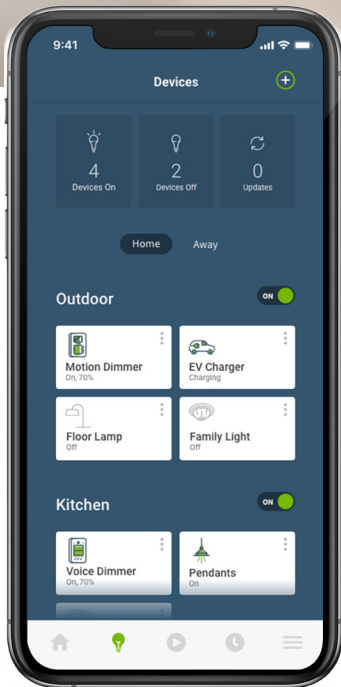 9:41
Devices
4
Devices On
2
Devices Off
0
Updates
Home
Away
Outdoor
ON
Motion Dimmer
On, 70%
EV Charger
Charging
Floor Lamp
Off
Family Light
Off
Kitchen
ON
Voice Dimmer
On, 70%
Pendants
On